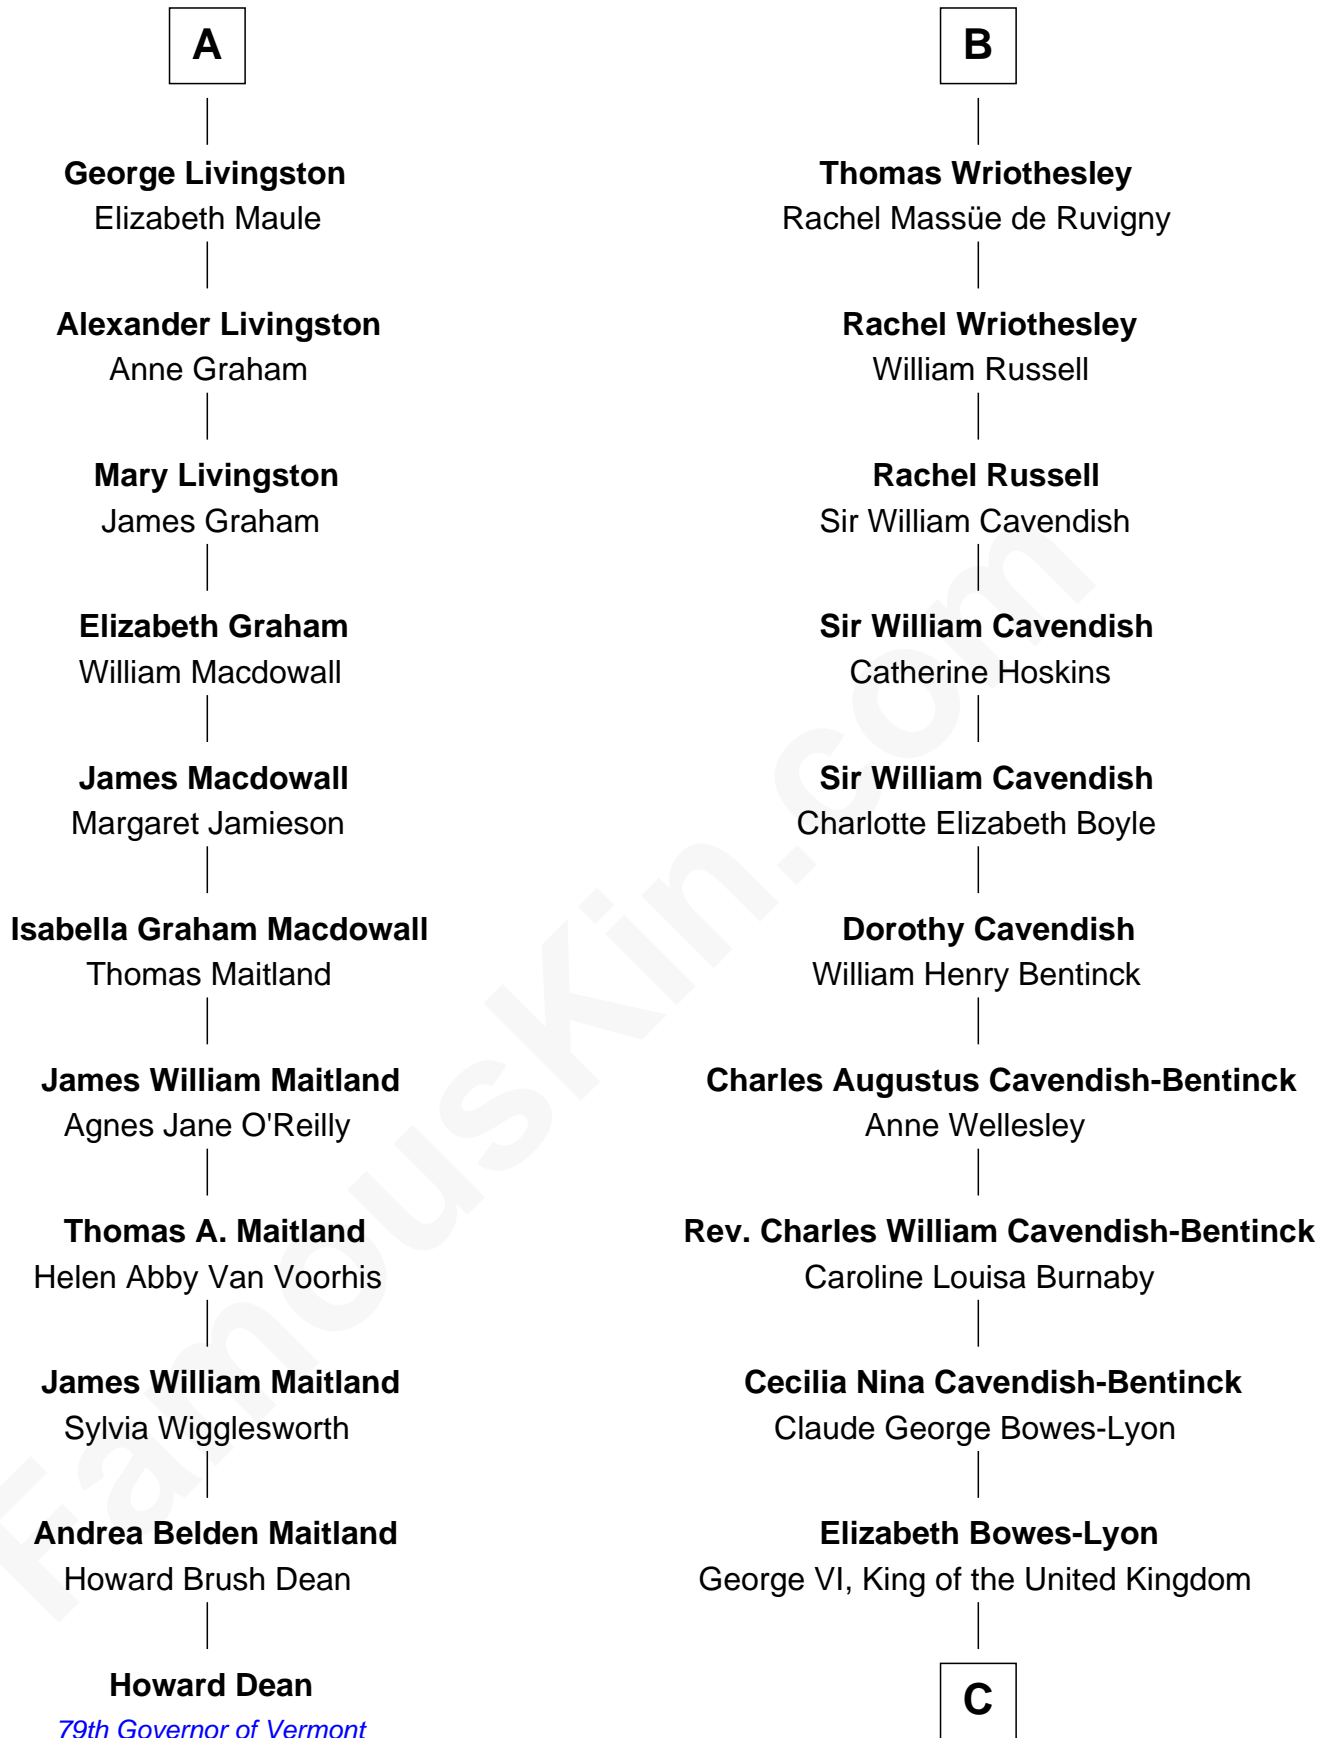 A
George Livingston
Elizabeth Maule
Alexander Livingston
Anne Graham
Mary Livingston
James Graham
Elizabeth Graham
William Macdowall
James Macdowall
Margaret Jamieson
Isabella Graham Macdowall
Thomas Maitland
James William Maitland
Agnes Jane O'Reilly
Thomas A. Maitland
Helen Abby Van Voorhis
James William Maitland
Sylvia Wigglesworth
Andrea Belden Maitland
Howard Brush Dean
Howard Dean
79th Governor of Vermont
B
Thomas Wriothesley
Rachel Massüe de Ruvigny
Rachel Wriothesley
William Russell
Rachel Russell
Sir William Cavendish
Sir William Cavendish
Catherine Hoskins
Sir William Cavendish
Charlotte Elizabeth Boyle
Dorothy Cavendish
William Henry Bentinck
Charles Augustus Cavendish-Bentinck
Anne Wellesley
Rev. Charles William Cavendish-Bentinck
Caroline Louisa Burnaby
Cecilia Nina Cavendish-Bentinck
Claude George Bowes-Lyon
Elizabeth Bowes-Lyon
George VI, King of the United Kingdom
C
FamousKin.com